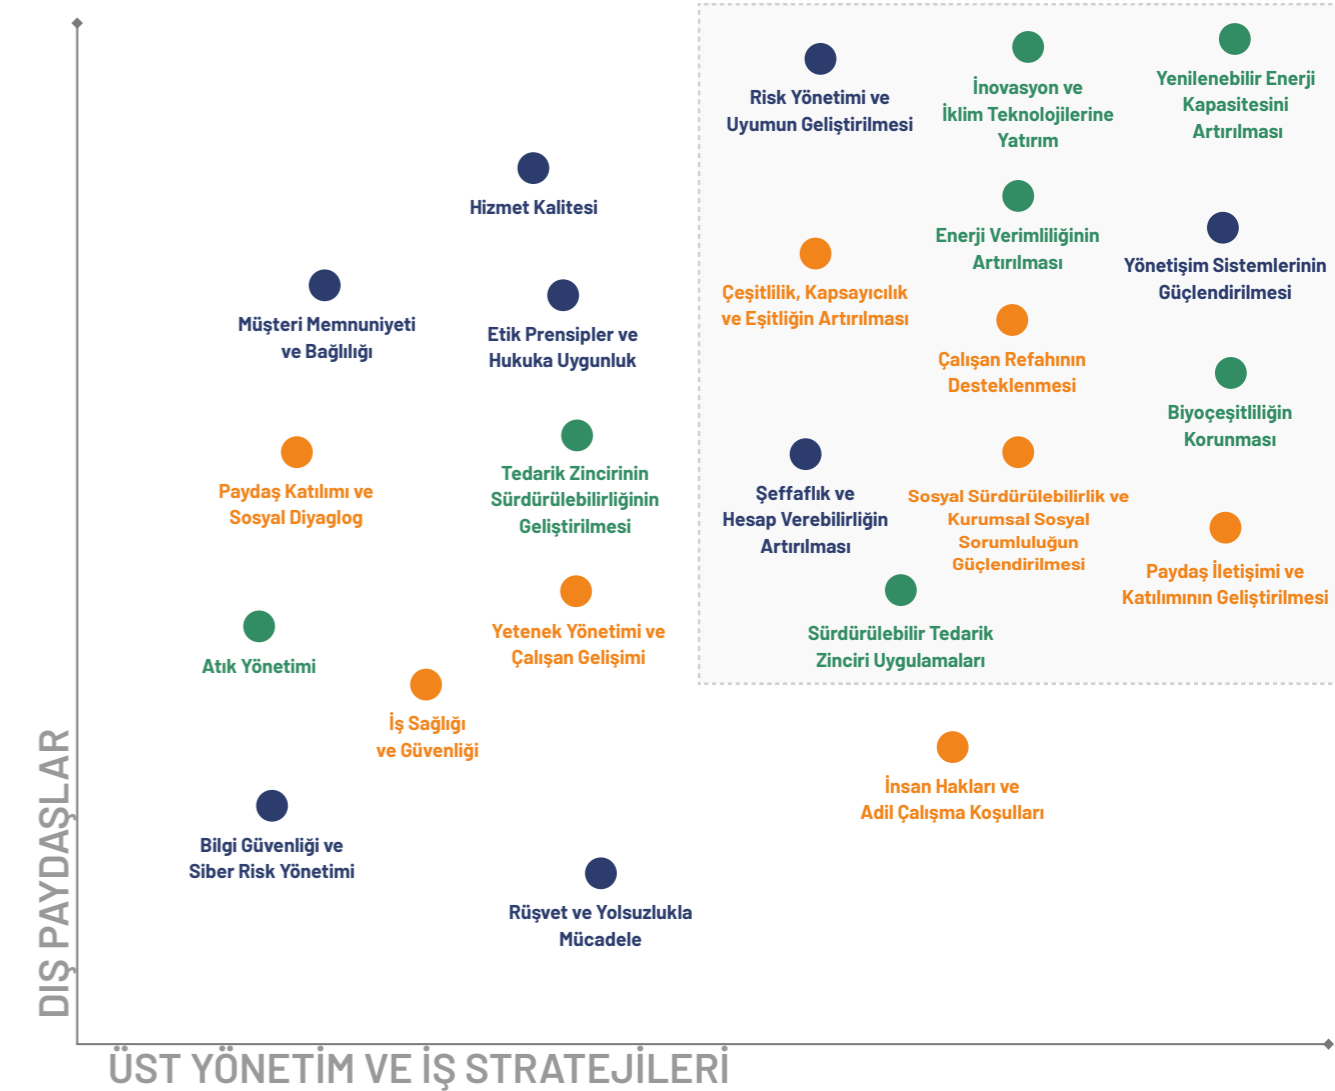 Risk Yönetimi ve
Uyumun Geliştirilmesi
İnovasyon ve
İklim Teknolojilerine
Yatırım
Yenilenebilir Enerji
Kapasitesini
Artırılması
Hizmet Kalitesi
Enerji Verimliliğinin
Artırılması
Yönetişim Sistemlerinin
Güçlendirilmesi
Çeşitlilik, Kapsayıcılık
ve Eşitliğin Artırılması
Müşteri Memnuniyeti
ve Bağlılığı
Etik Prensipler ve
Hukuka Uygunluk
Çalışan Refahının
Desteklenmesi
Biyoçeşitliliğin
Korunması
Paydaş Katılımı ve
Sosyal Diyaglog
Tedarik Zincirinin
Sürdürülebilirliğinin
Geliştirilmesi
Şeffaflık ve
Hesap Verebilirliğin
Artırılması
Sosyal Sürdürülebilirlik ve
Kurumsal Sosyal
Sorumluluğun
Güçlendirilmesi
Paydaş İletişimi ve
Katılımının Geliştirilmesi
Yetenek Yönetimi ve
Çalışan Gelişimi
Sürdürülebilir Tedarik
Zinciri Uygulamaları
Atık Yönetimi
İş Sağlığı
ve Güvenliği
İnsan Hakları ve
Adil Çalışma Koşulları
Bilgi Güvenliği ve
Siber Risk Yönetimi
Rüşvet ve Yolsuzlukla
Mücadele
DIŞ PAYDAŞLAR
ÜST YÖNETİM VE İŞ STRATEJİLERİ